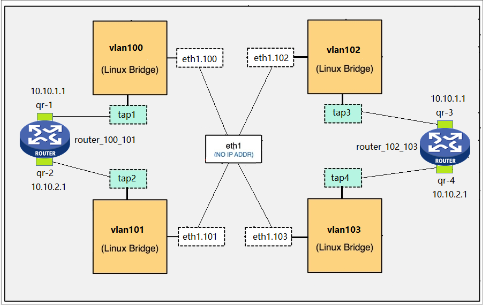 vlan100
(Linux Bridge)
eth1.100
eth1.102
vlan102
(Linux Bridge)
10.10.1.1
qr-1
tap1
tap3
10.10.1.1
qr-3
ROUTER
router_100_101
eth1
(NO IP ADDR)
router_102_103
ROUTER
qr-2
10.10.2.1
tap2
tap4
qr-4
10.10.2.1
vlan101
(Linux Bridge)
eth1.101
eth1.103
vlan103
(Linux Bridge)